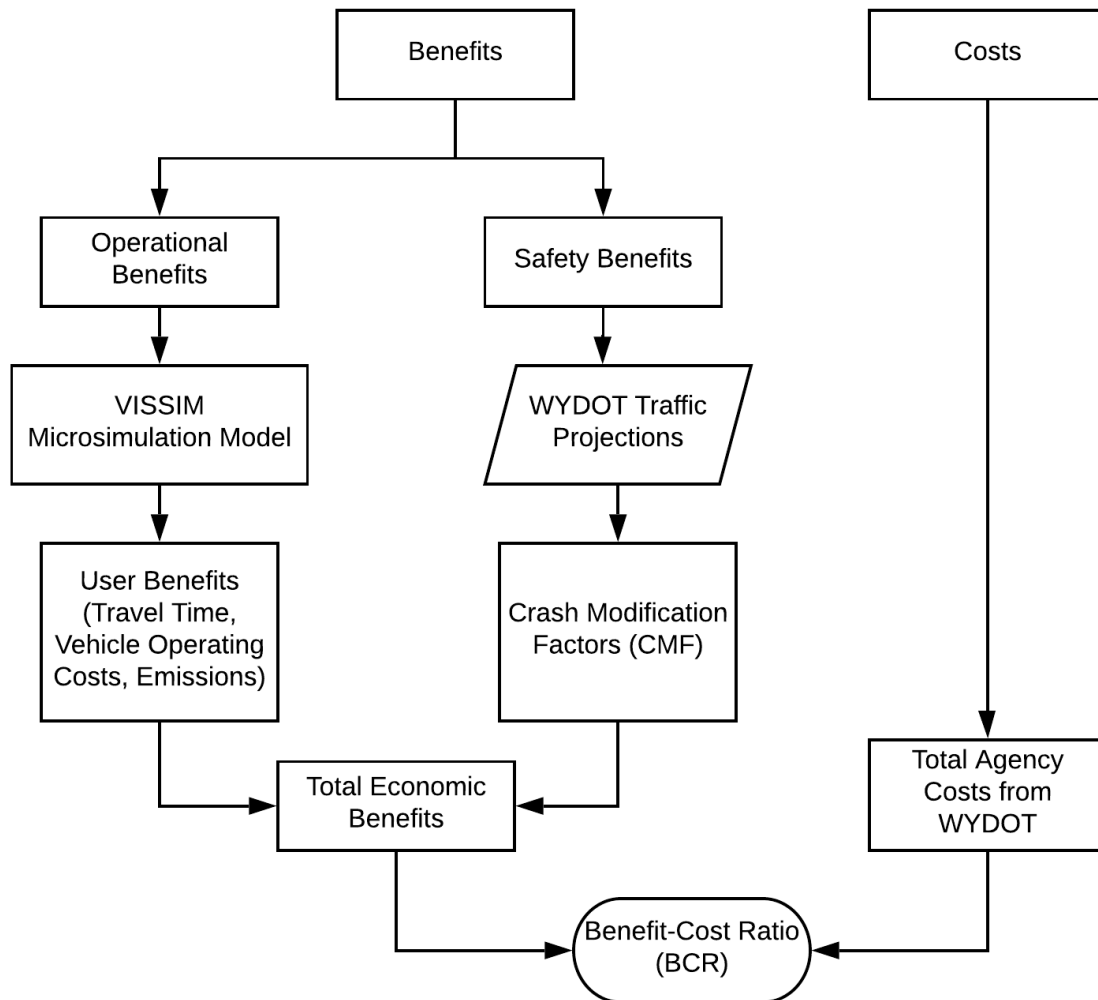 Benefits
Costs
Operational
Benefits
Safety Benefits
VISSIM
Microsimulation Model
WYDOT Traffic
Projections
User Benefits
(Travel Time,
Vehicle Operating
Costs, Emissions)
Crash Modification
Factors (CMF)
Total Economic
Benefits
Total Agency
Costs from
WYDOT
Benefit-Cost Ratio
(BCR)